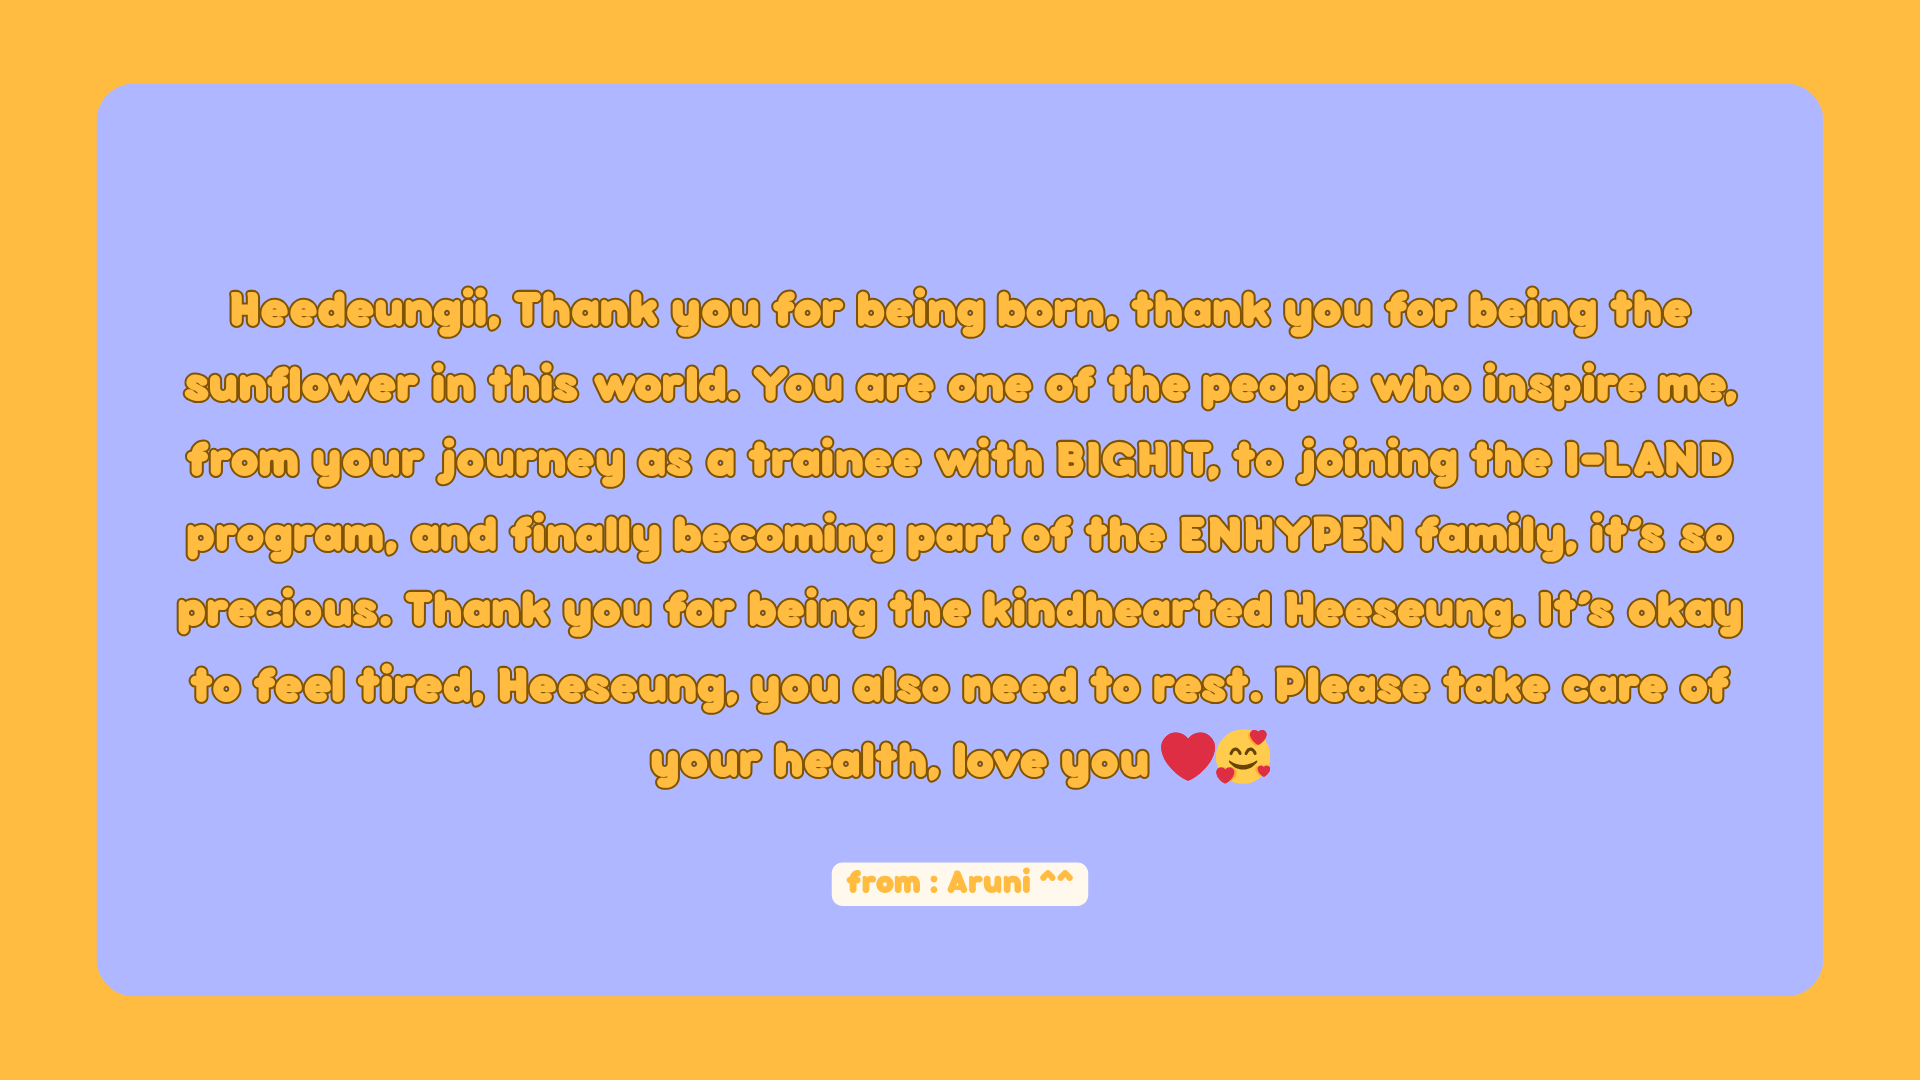 Heedeungïï, Thank you for being born, thank you for being the
sunflower in this world. You are one of the people who inspire me,
from your journey as a trainee with BIGHIT, to joining the I-LAND
program, and finally becoming part of the ENHYPEN family, it's so
precious. Thank you for being the kindhearted Heeseung. It's okay
to feel tired, Heeseung, you also need to rest. Please take care of
your health, love you ❤️🥰
from : Aruni ^^